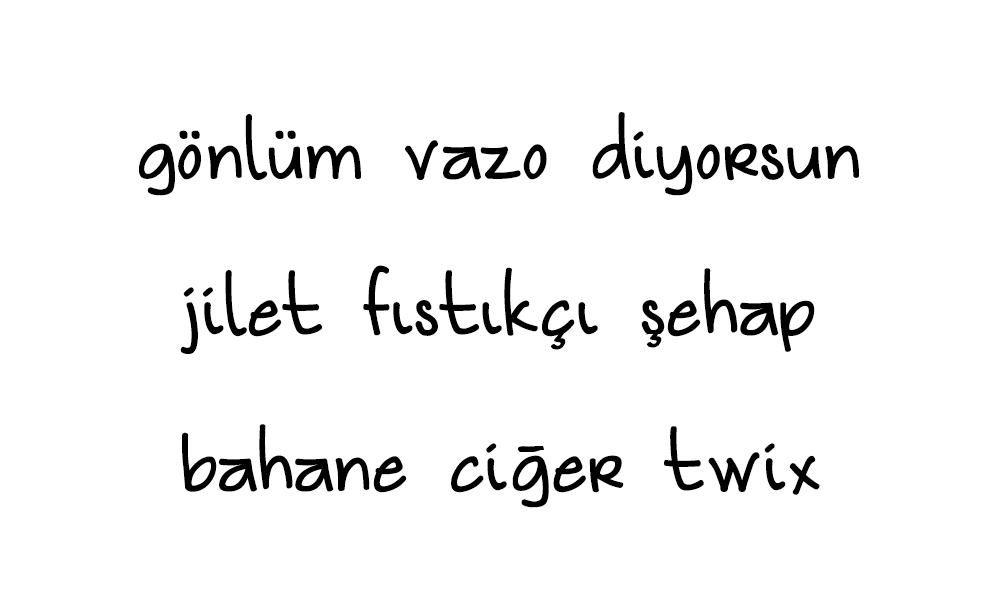 gönlüm vazo diyorsun
jilet fıstıkçı şehap
bahane ciğer twix